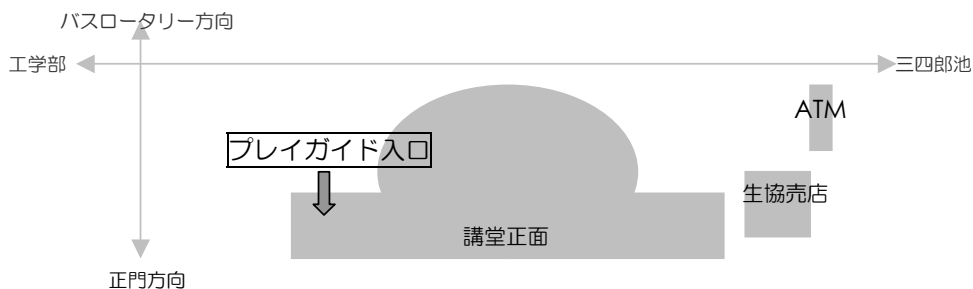 バスロータリー方向
工学部
三四郎池
ATM
プレイガイド入口
生協売店
講堂正面
正門方向